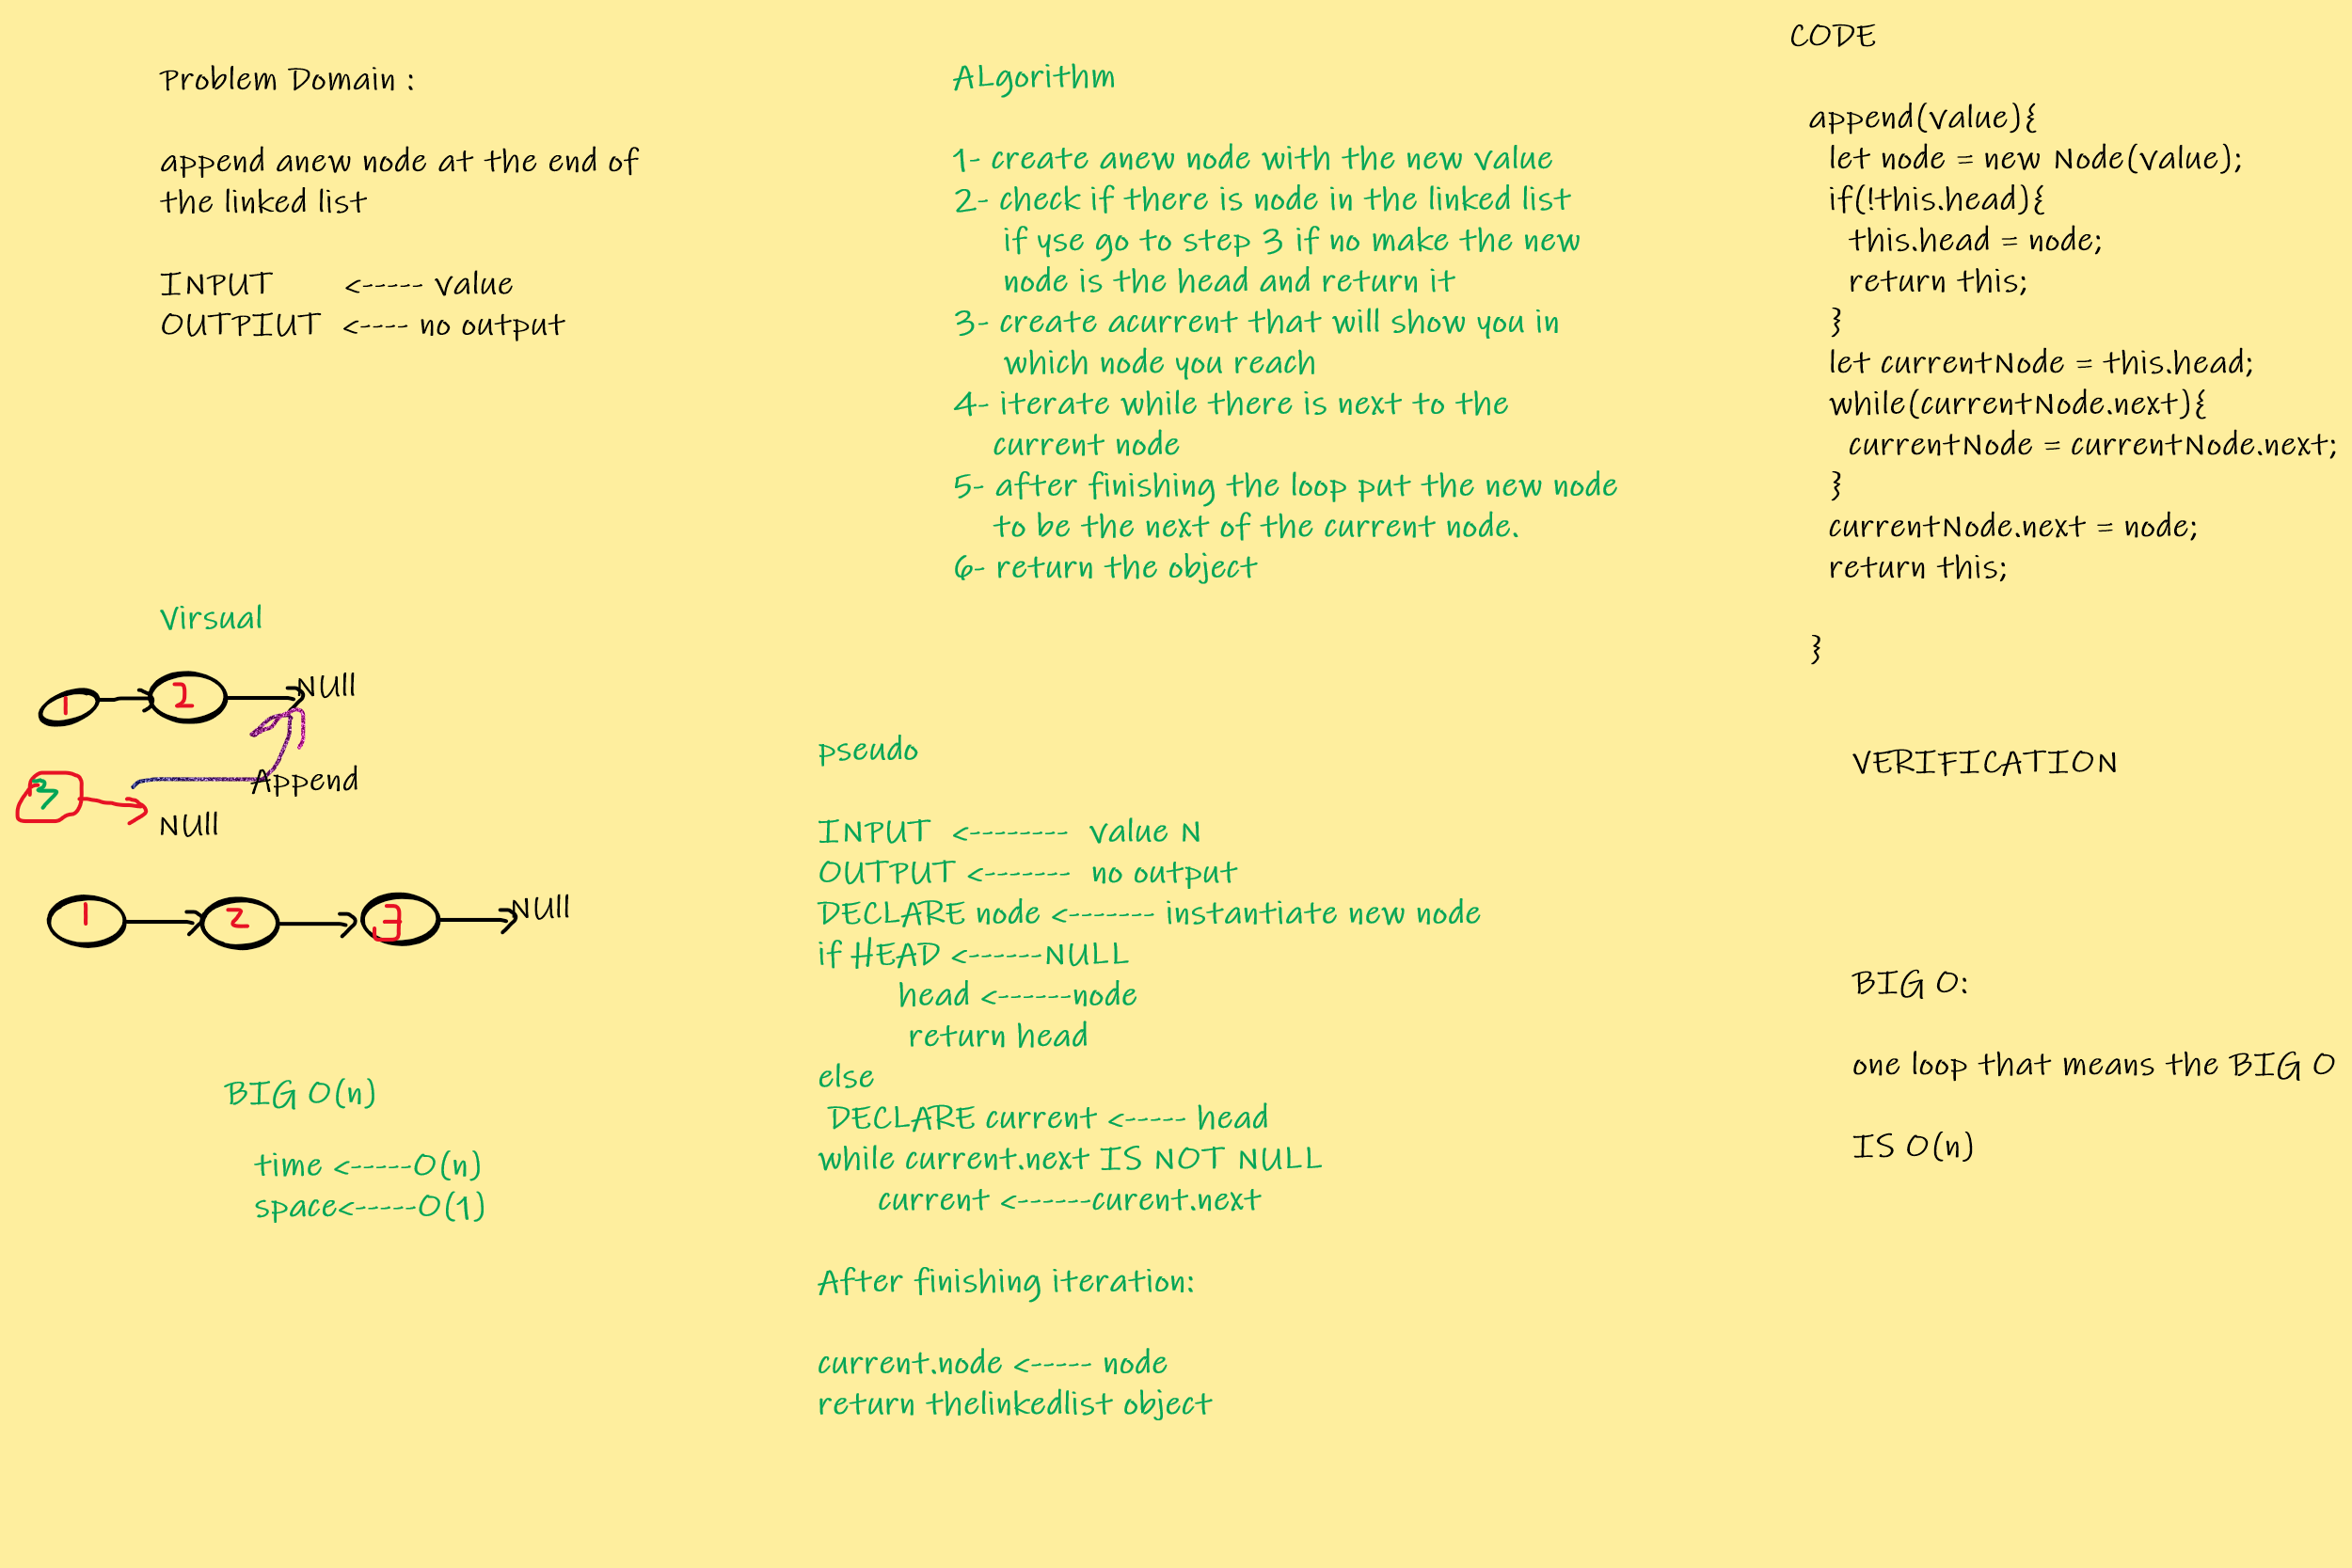 Problem Domain :
append anew node at the end of
the linked list
INPUT <----- value
OUTPIUT <---- no output
Virsual
1
2
NUll
3
Append
NUll
1
2
3
NUll
BIG O(n)
time <-----O(n)
space<-----O(1)
ALgorithm
1- create anew node with the new value
2- check if there is node in the linked list
if yse go to step 3 if no make the new
node is the head and return it
3- create acurrent that will show you in
which node you reach
4- iterate while there is next to the
current node
5- after finishing the loop put the new node
to be the next of the current node.
6- return the object
pseudo
INPUT <-------- value N
OUTPUT <------- no output
DECLARE node <------- instantiate new node
if HEAD <------NULL
head <------node
return head
else
DECLARE current <----- head
while current.next IS NOT NULL
current <------curent.next
After finishing iteration:
current.node <----- node
return thelinkedlist object
CODE
append(value){
let node = new Node(value);
if(!this.head){
this.head = node;
return this;
}
let currentNode = this.head;
while(currentNode.next){
currentNode = currentNode.next;
}
currentNode.next = node;
return this;
}
VERIFICATION
BIG O:
one loop that means the BIG O
IS O(n)